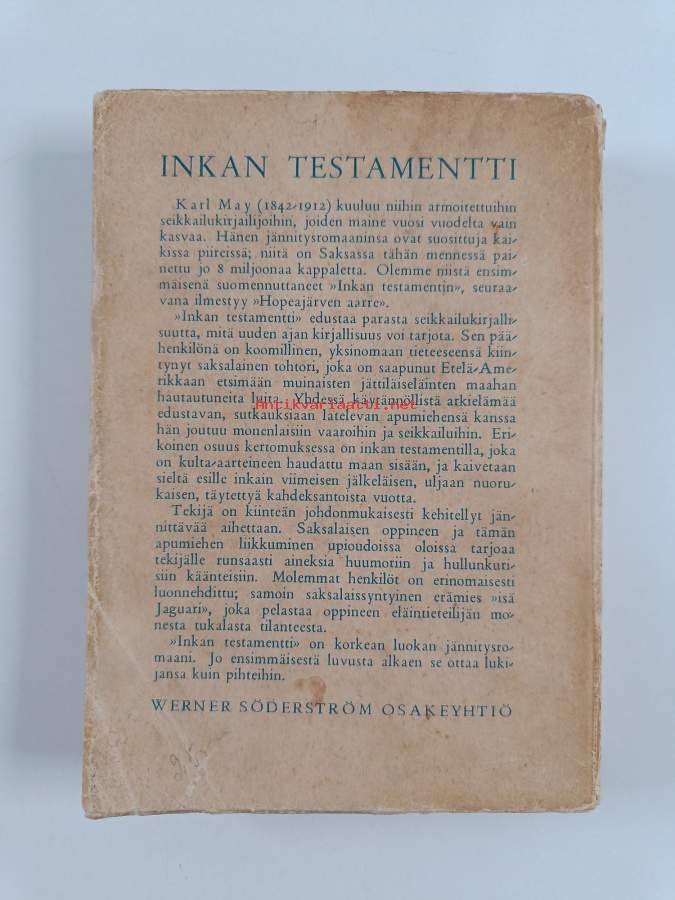 INKAN TESTAMENTTI
Karl May (1842-1912) kuuluu niihin armoitettuihin
seikkailukirjailijoihin, joiden maine vuosi vuodelta vain
kasvaa. Hänen jännitysromaaninsa ovat suosittuja kai-
kissa piireissä; niitä on Saksassa tähän mennessä pai-
nettu jo 8 miljoonaa kappaletta. Olemme niistä ensim-
mäisenä suomennuttaneet »Inkan testamentin», seuraa-
vana ilmestyy »Hopeajärven aarre».
»Inkan testamentti» edustaa parasta seikkailukirjalli-
suutta, mitä uuden ajan kirjallisuus voi tarjota. Sen pää-
henkilönä on koomillinen, yksinomaan tieteeseensä kiin-
tynyt saksalainen tohtori, joka on saapunut Etelä-Ame-
rikkaan etsimään muinaisten jättiläiseläinten maahan
hautautuneita luita. Yhdessä käytännöllistä arkielämää
Antikvariaatti.net
edustavan, sutkauksiaan latelevan apumiehensä kanssa
hän joutuu monenlaisiin vaaroihin ja seikkailuihin. Eri-
koinen osuus kertomuksessa on inkan testamentilla, joka
on kulta-aarteineen haudattu maan sisään, ja kaivetaan
sieltä esille inkain viimeisen jälkeläisen, uljaan nuoru-
kaisen, täytettyä kahdeksantoista vuotta.
Tekijä on kiinteän johdonmukaisesti kehitellyt jän-
nittävää aihettaan. Saksalaisen oppineen ja tämän
apumiehen liikkuminen upioudoissa oloissa tarjoaa
tekijälle runsaasti aineksia huumoriin ja hullunkuri-
siin käänteisiin. Molemmat henkilöt on erinomaisesti
luonnehdittu; samoin saksalaissyntyinen erämies »isä
Jaguari», joka pelastaa oppineen eläintieteilijän mo-
nesta tukalasta tilanteesta.
»Inkan testamentti» on korkean luokan jännitysro-
maani. Jo ensimmäisestä luvusta alkaen se ottaa luki-
jansa kuin pihteihin.
WERNER SÖDERSTRÖM OSAKEYHTIÖ